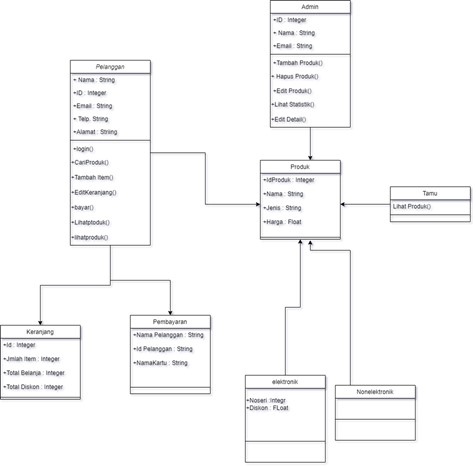 Admin
+ID : Integer
+ Nama : String
+Email : String
+Tambah Produk()
+ Hapus Produk()
+Edit Produk()
+Lihat Statistik()
+Edit Detail()
Pelanggan
+ Nama : String
+ID : Integer
+Email : String
+ Telp. String
+Alamat : String
+login()
+CariProduk()
+Tambah Item()
+EditKeranjang()
+bayar()
+Lihatptoduk()
+lihatproduk()
Produk
+IdProduk : Integer
+Nama : String
+Jenis : String
+Harga : Float
Tamu
Lihat Produk()
Keranjang
+Id : Integer
+Jmlah Item : Integer
+Total Belanja : Integer
+Total Diskon : Integer
Pembayaran
+Nama Pelanggan : String
+Id Pelanggan : String
+NamaKartu : String
elektronik
+Noseri :Integr
+Diskon : FLoat
Nonelektronik